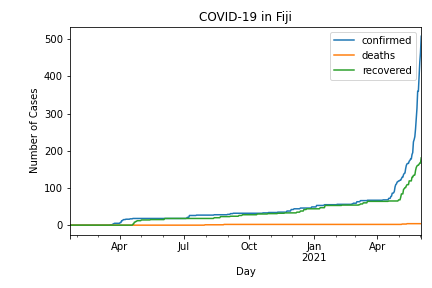 COVID-19 in Fiji
confirmed
deaths
recovered
Number of Cases
500
400
300
200
100
0
Apr
Jul
Oct
Jan
2021
Apr
Day